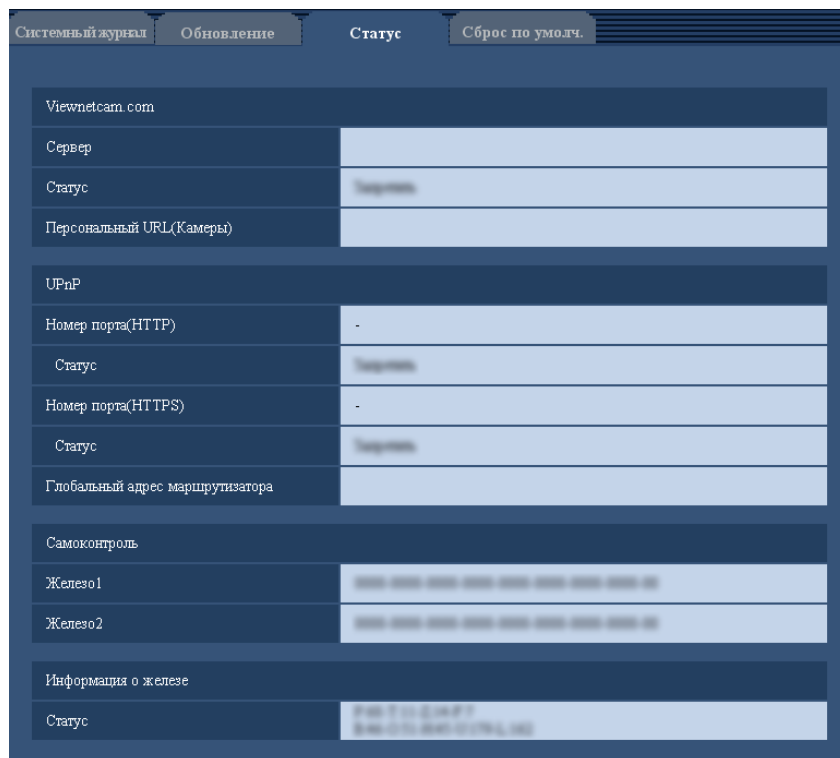 Системный журнал Обновление Статус Сброс по умолч.
Viewnetcam.com
Сервер
Статус
Персональный URL(Камеры)
UPnP
Номер порта(HTTP) -
Статус
Номер порта(HTTPS) -
Статус
Глобальный адрес маршрутизатора
Самоконтроль
Железо1
Железо2
Информация о железе
Статус